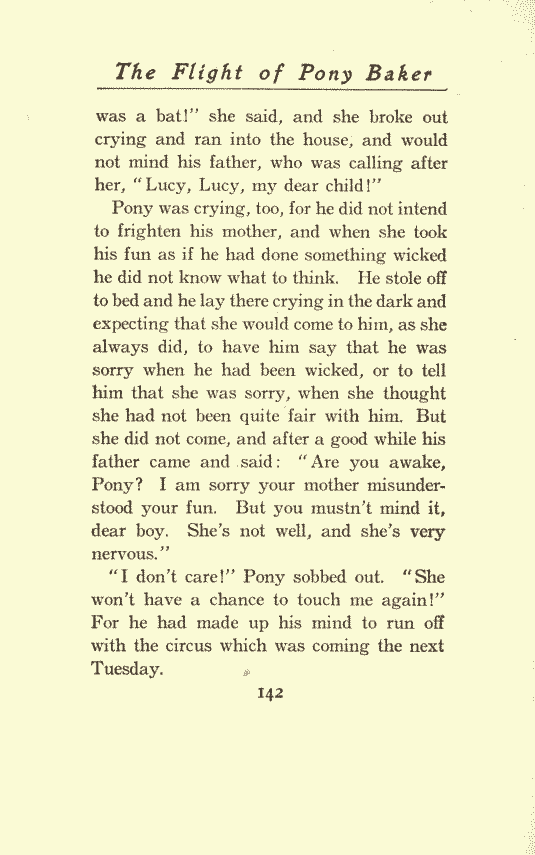 The Flight of Pony Baker
was a bat!" she said, and she broke out
crying and ran into the house, and would
not mind his father, who was calling after
her, "Lucy, Lucy, my dear child!"
Pony was crying, too, for he did not intend
to frighten his mother, and when she took
his fun as if he had done something wicked
he did not know what to think. He stole off
to bed and he lay there crying in the dark and
expecting that she would come to him, as she
always did, to have him say that he was
sorry when he had been wicked, or to tell
him that she was sorry, when she thought
she had not been quite fair with him. But
she did not come, and after a good while his
father came and said: "Are you awake,
Pony? I am sorry your mother misunder-
stood your fun. But you mustn't mind it,
dear boy. She's not well, and she's very
nervous."
"I don't care!" Pony sobbed out. "She
won't have a chance to touch me again!"
For he had made up his mind to run off
with the circus which was coming the next
Tuesday.
142